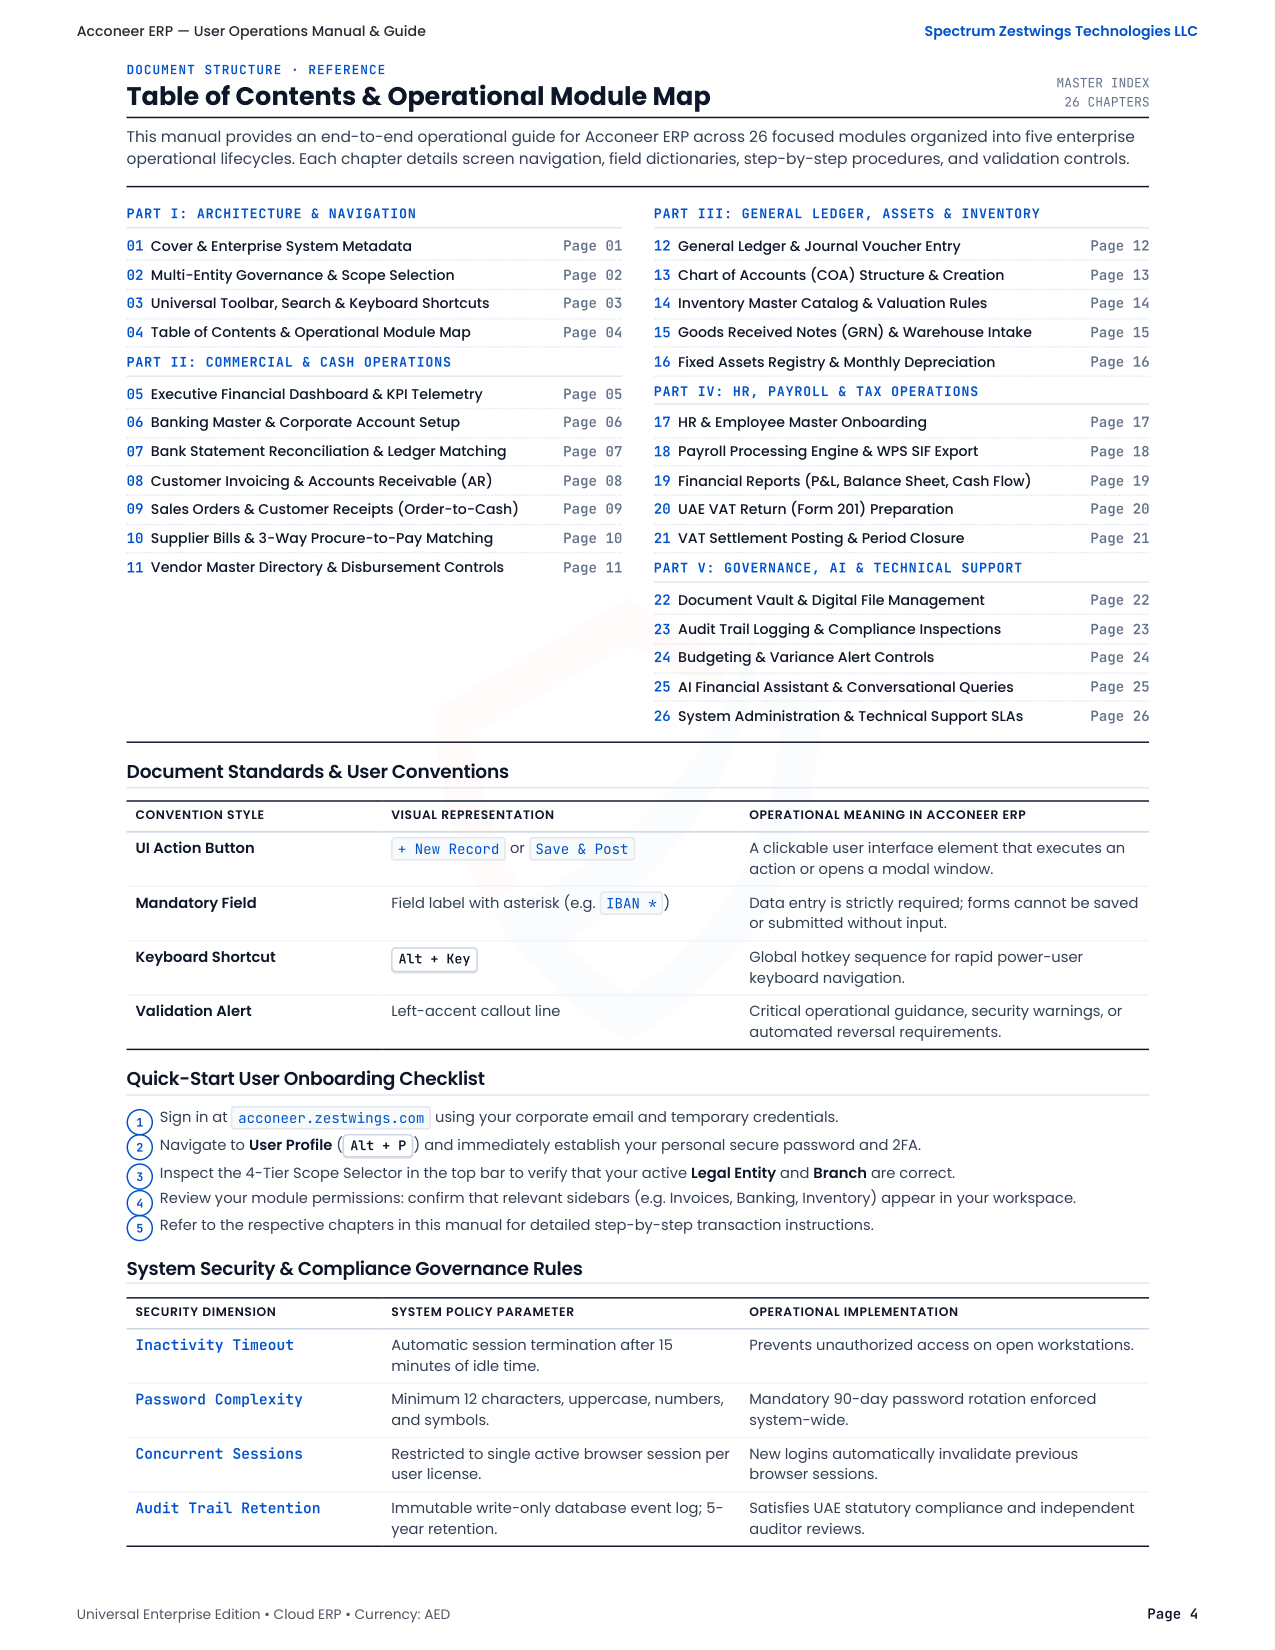 Acconeer ERP — User Operations Manual & Guide
Spectrum Zestwings Technologies LLC
DOCUMENT STRUCTURE · REFERENCE
Table of Contents & Operational Module Map
MASTER INDEX
26 CHAPTERS
This manual provides an end-to-end operational guide for Acconeer ERP across 26 focused modules organized into five enterprise
operational lifecycles. Each chapter details screen navigation, field dictionaries, step-by-step procedures, and validation controls.
PART I: ARCHITECTURE & NAVIGATION
01 Cover & Enterprise System Metadata Page 01
02 Multi-Entity Governance & Scope Selection Page 02
03 Universal Toolbar, Search & Keyboard Shortcuts Page 03
04 Table of Contents & Operational Module Map Page 04
PART II: COMMERCIAL & CASH OPERATIONS
05 Executive Financial Dashboard & KPI Telemetry Page 05
06 Banking Master & Corporate Account Setup Page 06
07 Bank Statement Reconciliation & Ledger Matching Page 07
08 Customer Invoicing & Accounts Receivable (AR) Page 08
09 Sales Orders & Customer Receipts (Order-to-Cash) Page 09
10 Supplier Bills & 3-Way Procure-to-Pay Matching Page 10
11 Vendor Master Directory & Disbursement Controls Page 11
PART III: GENERAL LEDGER, ASSETS & INVENTORY
12 General Ledger & Journal Voucher Entry Page 12
13 Chart of Accounts (COA) Structure & Creation Page 13
14 Inventory Master Catalog & Valuation Rules Page 14
15 Goods Received Notes (GRN) & Warehouse Intake Page 15
16 Fixed Assets Registry & Monthly Depreciation Page 16
PART IV: HR, PAYROLL & TAX OPERATIONS
17 HR & Employee Master Onboarding Page 17
18 Payroll Processing Engine & WPS SIF Export Page 18
19 Financial Reports (P&L, Balance Sheet, Cash Flow) Page 19
20 UAE VAT Return (Form 201) Preparation Page 20
21 VAT Settlement Posting & Period Closure Page 21
PART V: GOVERNANCE, AI & TECHNICAL SUPPORT
22 Document Vault & Digital File Management Page 22
23 Audit Trail Logging & Compliance Inspections Page 23
24 Budgeting & Variance Alert Controls Page 24
25 AI Financial Assistant & Conversational Queries Page 25
26 System Administration & Technical Support SLAs Page 26
Document Standards & User Conventions
CONVENTION STYLE VISUAL REPRESENTATION OPERATIONAL MEANING IN ACCONEER ERP
UI Action Button + New Record or Save & Post A clickable user interface element that executes an
action or opens a modal window.
Mandatory Field Field label with asterisk (e.g. IBAN *) Data entry is strictly required; forms cannot be saved
or submitted without input.
Keyboard Shortcut Alt + Key Global hotkey sequence for rapid power-user
keyboard navigation.
Validation Alert Left-accent callout line Critical operational guidance, security warnings, or
automated reversal requirements.
Quick-Start User Onboarding Checklist
1 Sign in at acconeer.zestwings.com using your corporate email and temporary credentials.
2 Navigate to User Profile (Alt + P) and immediately establish your personal secure password and 2FA.
3 Inspect the 4-Tier Scope Selector in the top bar to verify that your active Legal Entity and Branch are correct.
4 Review your module permissions: confirm that relevant sidebars (e.g. Invoices, Banking, Inventory) appear in your workspace.
5 Refer to the respective chapters in this manual for detailed step-by-step transaction instructions.
System Security & Compliance Governance Rules
SECURITY DIMENSION SYSTEM POLICY PARAMETER OPERATIONAL IMPLEMENTATION
Inactivity Timeout Automatic session termination after 15 Prevents unauthorized access on open workstations.
minutes of idle time.
Password Complexity Minimum 12 characters, uppercase, numbers, Mandatory 90-day password rotation enforced
and symbols. system-wide.
Concurrent Sessions Restricted to single active browser session per New logins automatically invalidate previous
user license. browser sessions.
Audit Trail Retention Immutable write-only database event log; 5- Satisfies UAE statutory compliance and independent
year retention. auditor reviews.
Universal Enterprise Edition • Cloud ERP • Currency: AED
Page 4